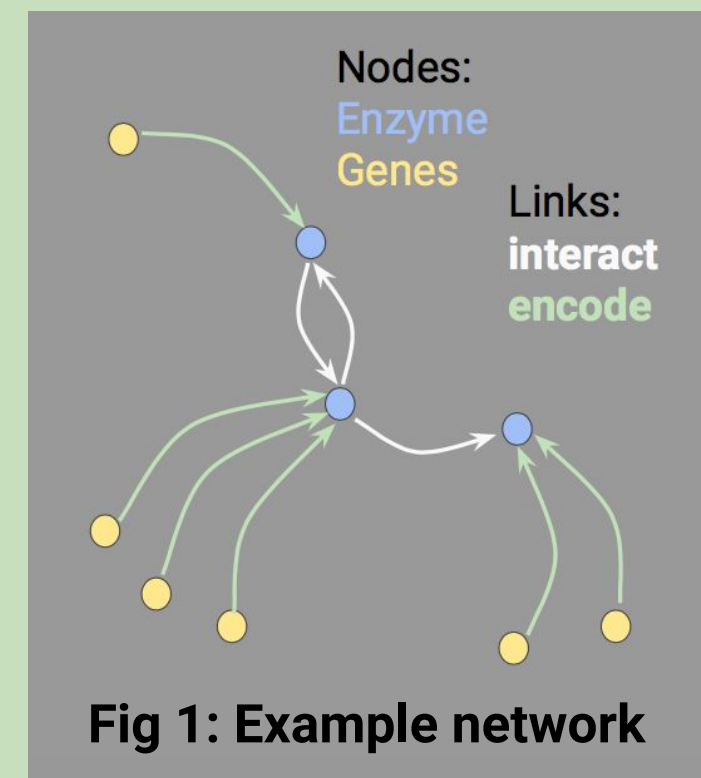 Nodes:
Enzyme
Genes
Links:
interact
encode
Fig 1: Example network